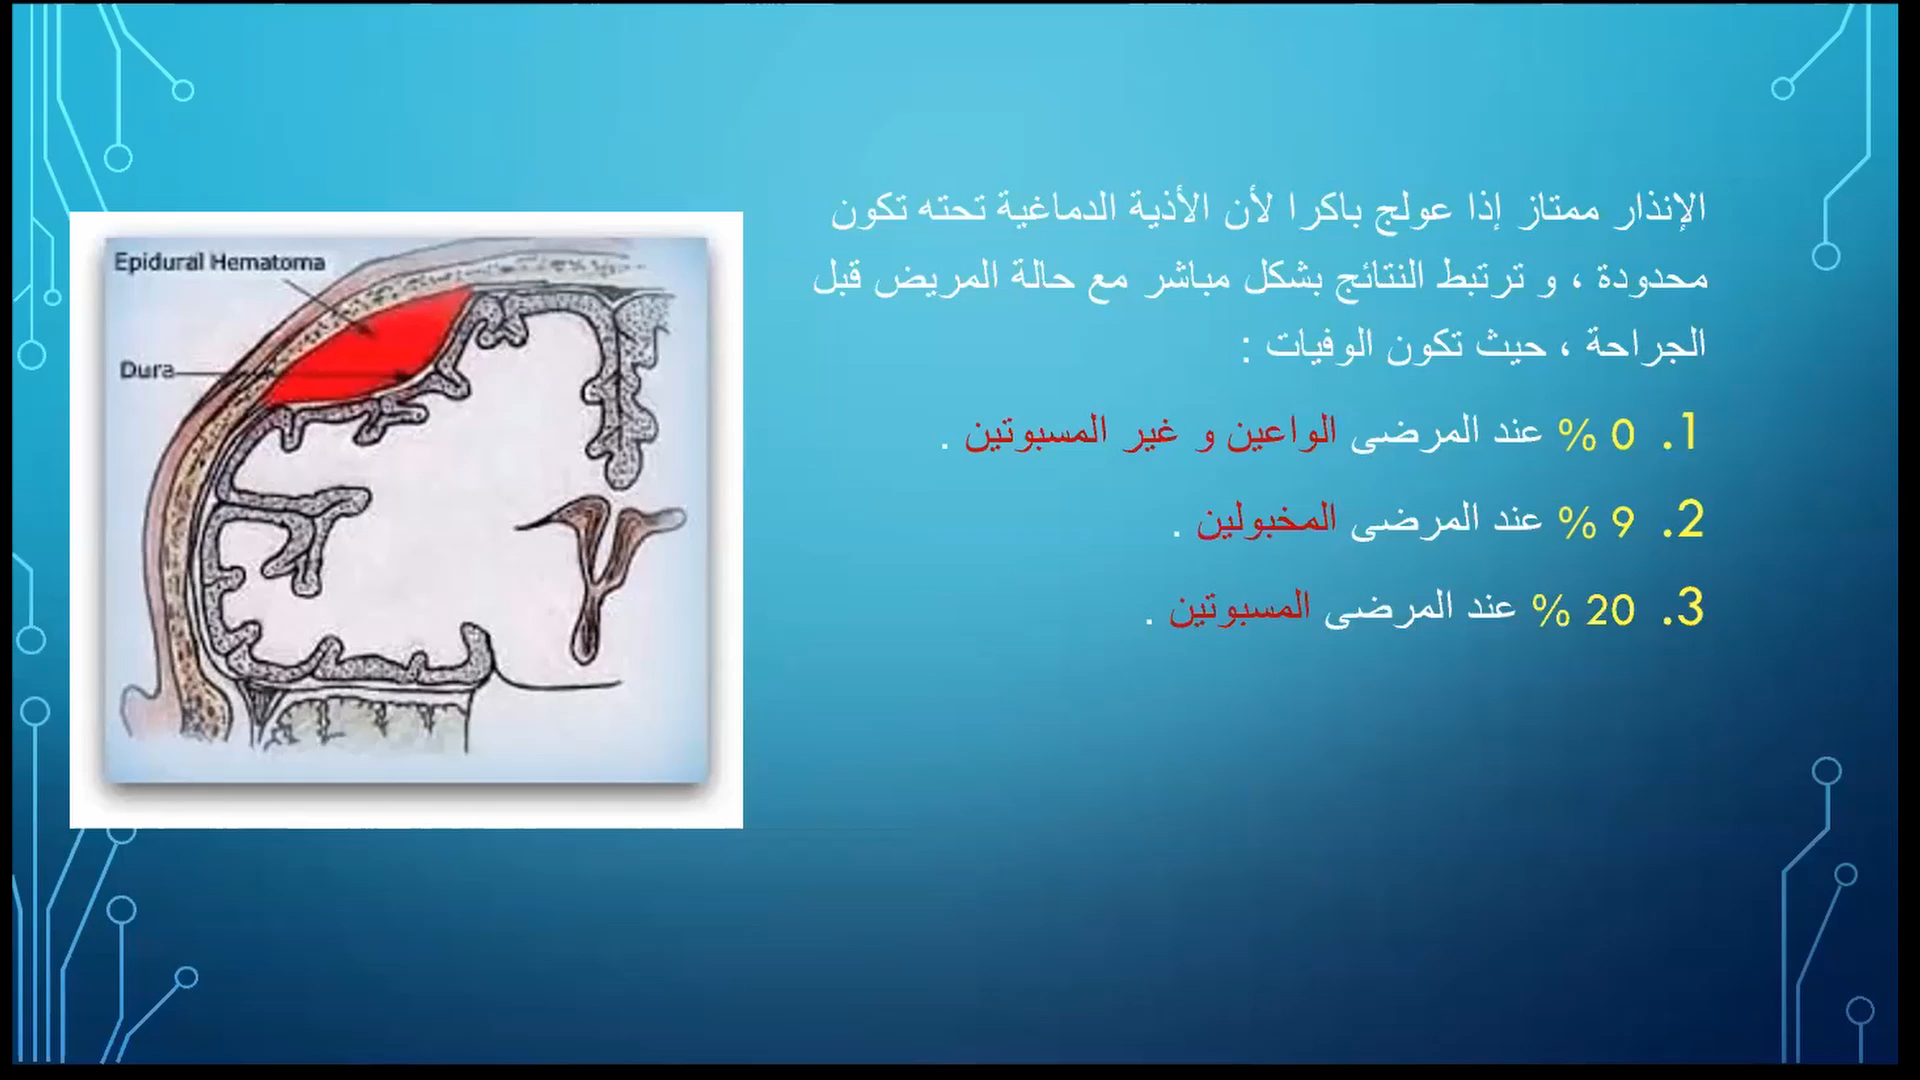 الإنذار ممتاز إذا عولج باكرا لأن الأذية الدماغية تحته تكون
محدودة ، و ترتبط النتائج بشكل مباشر مع حالة المريض قبل
الجراحة ، حيث تكون الوفيات :
1. 0 % عند المرضى الواعين و غير المسبوتين .
2. 9 % عند المرضى المخبولين .
3. 20 % عند المرضى المسبوتين .
Epidural Hematoma
Dura